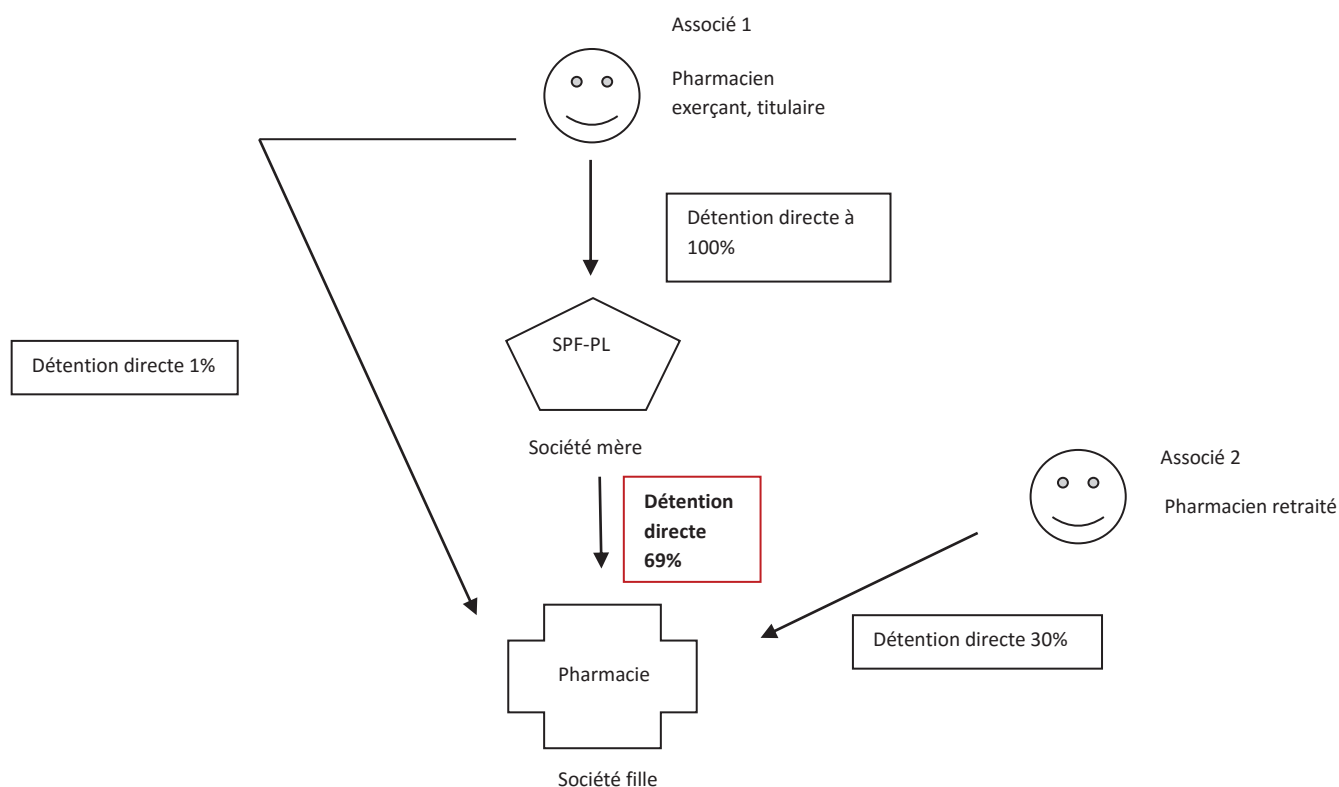 Associé 1
Pharmacien
exerçant, titulaire
Détention directe à
100%
Détention directe 1%
SPF-PL
Société mère
Détention
directe
69%
Associé 2
Pharmacien retraité
Détention directe 30%
Pharmacie
Société fille